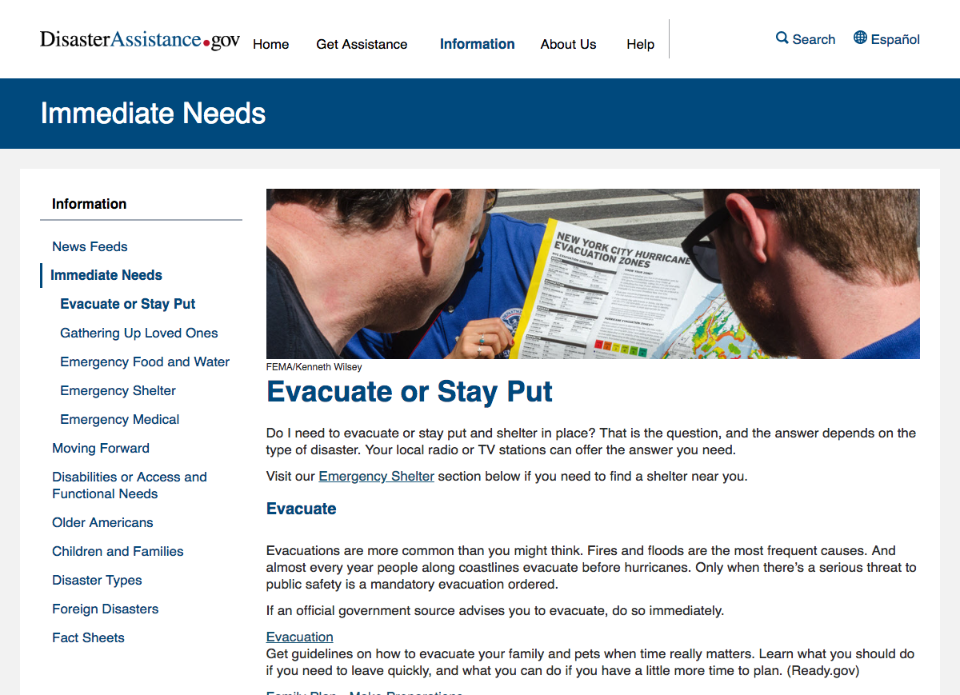 DisasterAssistance.gov
Home Get Assistance Information About Us Help
Search Español
Immediate Needs
Information
News Feeds
Immediate Needs
Evacuate or Stay Put
Gathering Up Loved Ones
Emergency Food and Water
Emergency Shelter
Emergency Medical
Moving Forward
Disabilities or Access and
Functional Needs
Older Americans
Children and Families
Disaster Types
Foreign Disasters
Fact Sheets
NEW YORK CITY HURRICANE
EVACUATION ZONES
FEMA/Kenneth Wilsey
Evacuate or Stay Put
Do I need to evacuate or stay put and shelter in place? That is the question, and the answer depends on the
type of disaster. Your local radio or TV stations can offer the answer you need.
Visit our Emergency Shelter section below if you need to find a shelter near you.
Evacuate
Evacuations are more common than you might think. Fires and floods are the most frequent causes. And
almost every year people along coastlines evacuate before hurricanes. Only when there's a serious threat to
public safety is a mandatory evacuation ordered.
If an official government source advises you to evacuate, do so immediately.
Evacuation
Get guidelines on how to evacuate your family and pets when time really matters. Learn what you should do
if you need to leave quickly, and what you can do if you have a little more time to plan. (Ready.gov)
Family Plan - Make Preparations